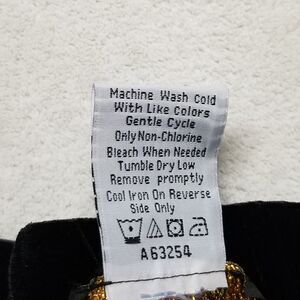 Machine Wash Cold
With Like Colors
Gentle Cycle
Only Non-Chlorine
Bleach When Needed
Tumble Dry Low
Remove promptly
Cool Iron On Reverse
Side Only
A63254